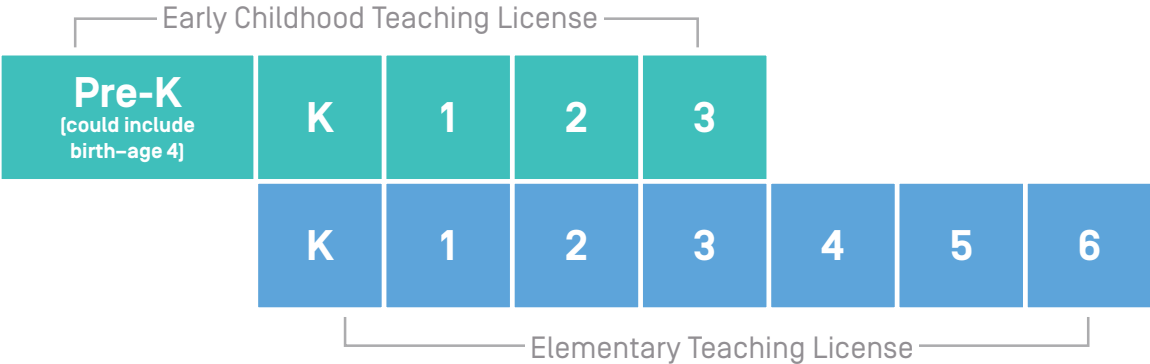 Early Childhood Teaching License
Pre-K
(could include
birth–age 4)
K 1 2 3
K 1 2 3 4 5 6
Elementary Teaching License